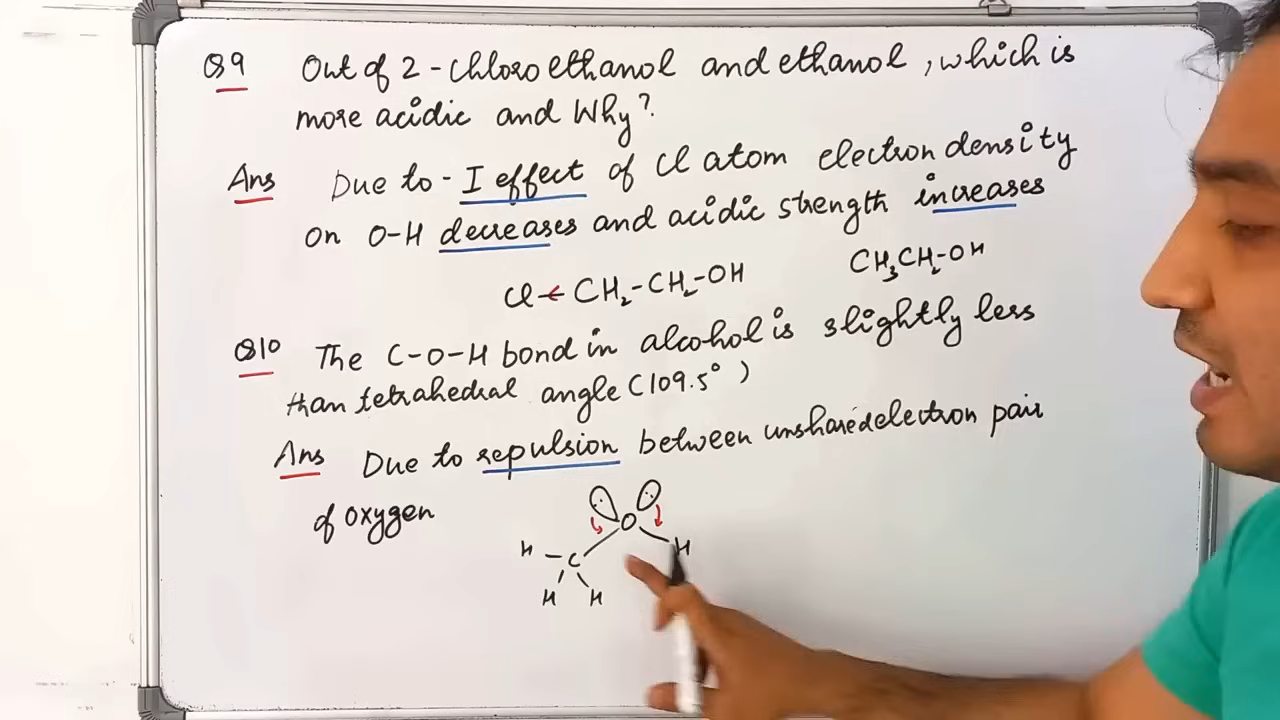 Q9 Out of 2-chloroethanol and ethanol, which is
more acidic and Why?
Ans Due to - I effect of Cl atom electron density
on O-H decreases and acidic strength increases
Cl ← CH₂-CH₂-OH CH₃CH₂-OH
Q10 The C-O-H bond in alcohol is slightly less
than tetrahedral angle (109.5°)
Ans Due to repulsion between unshared electron pair
of oxygen
O
H - C H
H H